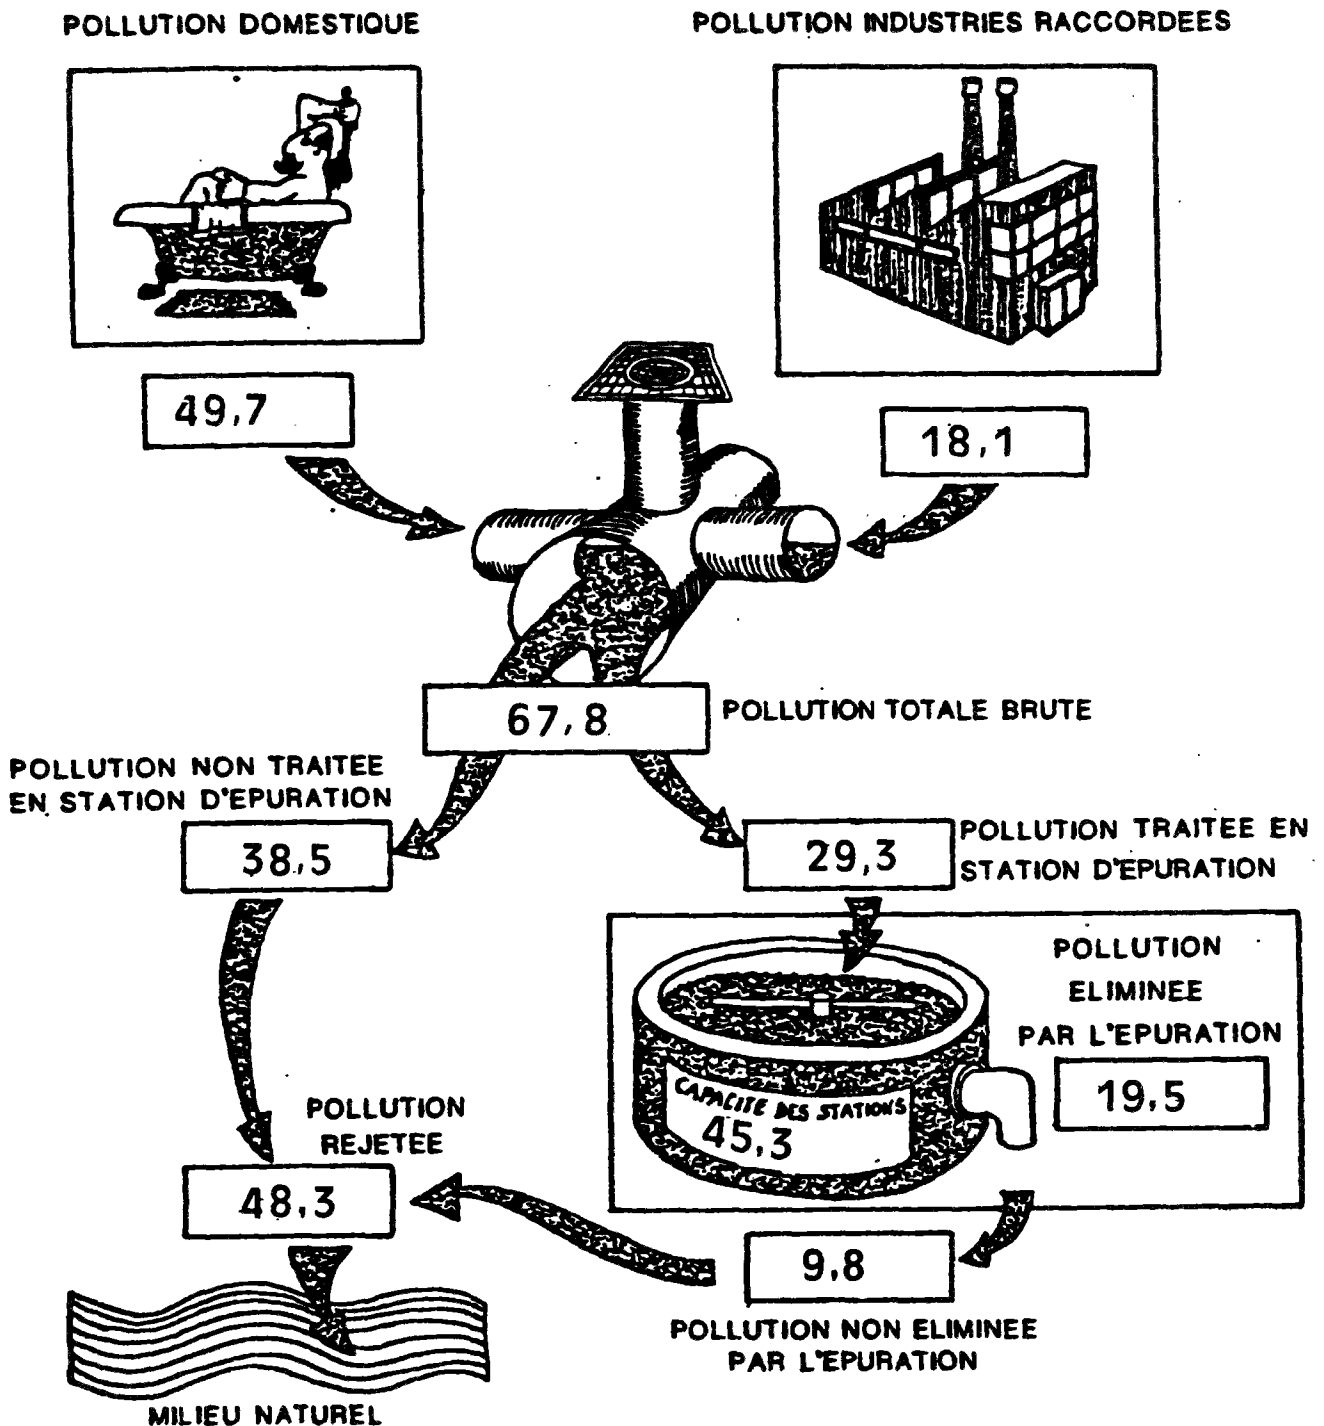 POLLUTION DOMESTIQUE
POLLUTION INDUSTRIES RACCORDEES
49,7
18,1
67,8
POLLUTION TOTALE BRUTE
POLLUTION NON TRAITEE
EN STATION D'EPURATION
38,5
29,3
POLLUTION TRAITEE EN
STATION D'EPURATION
POLLUTION
ELIMINEE
PAR L'EPURATION
19,5
CAPACITE DES STATIONS
45,3
POLLUTION
REJETEE
48,3
9,8
POLLUTION NON ELIMINEE
PAR L'EPURATION
MILIEU NATUREL